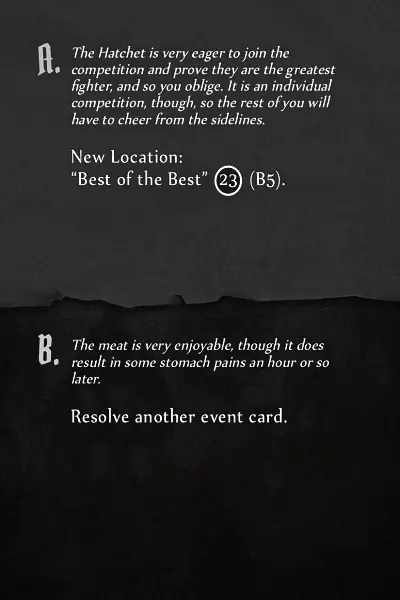 A.
The Hatchet is very eager to join the
competition and prove they are the greatest
fighter, and so you oblige. It is an individual
competition, though, so the rest of you will
have to cheer from the sidelines.
New Location:
“Best of the Best” 23 (B5).
B.
The meat is very enjoyable, though it does
result in some stomach pains an hour or so
later.
Resolve another event card.